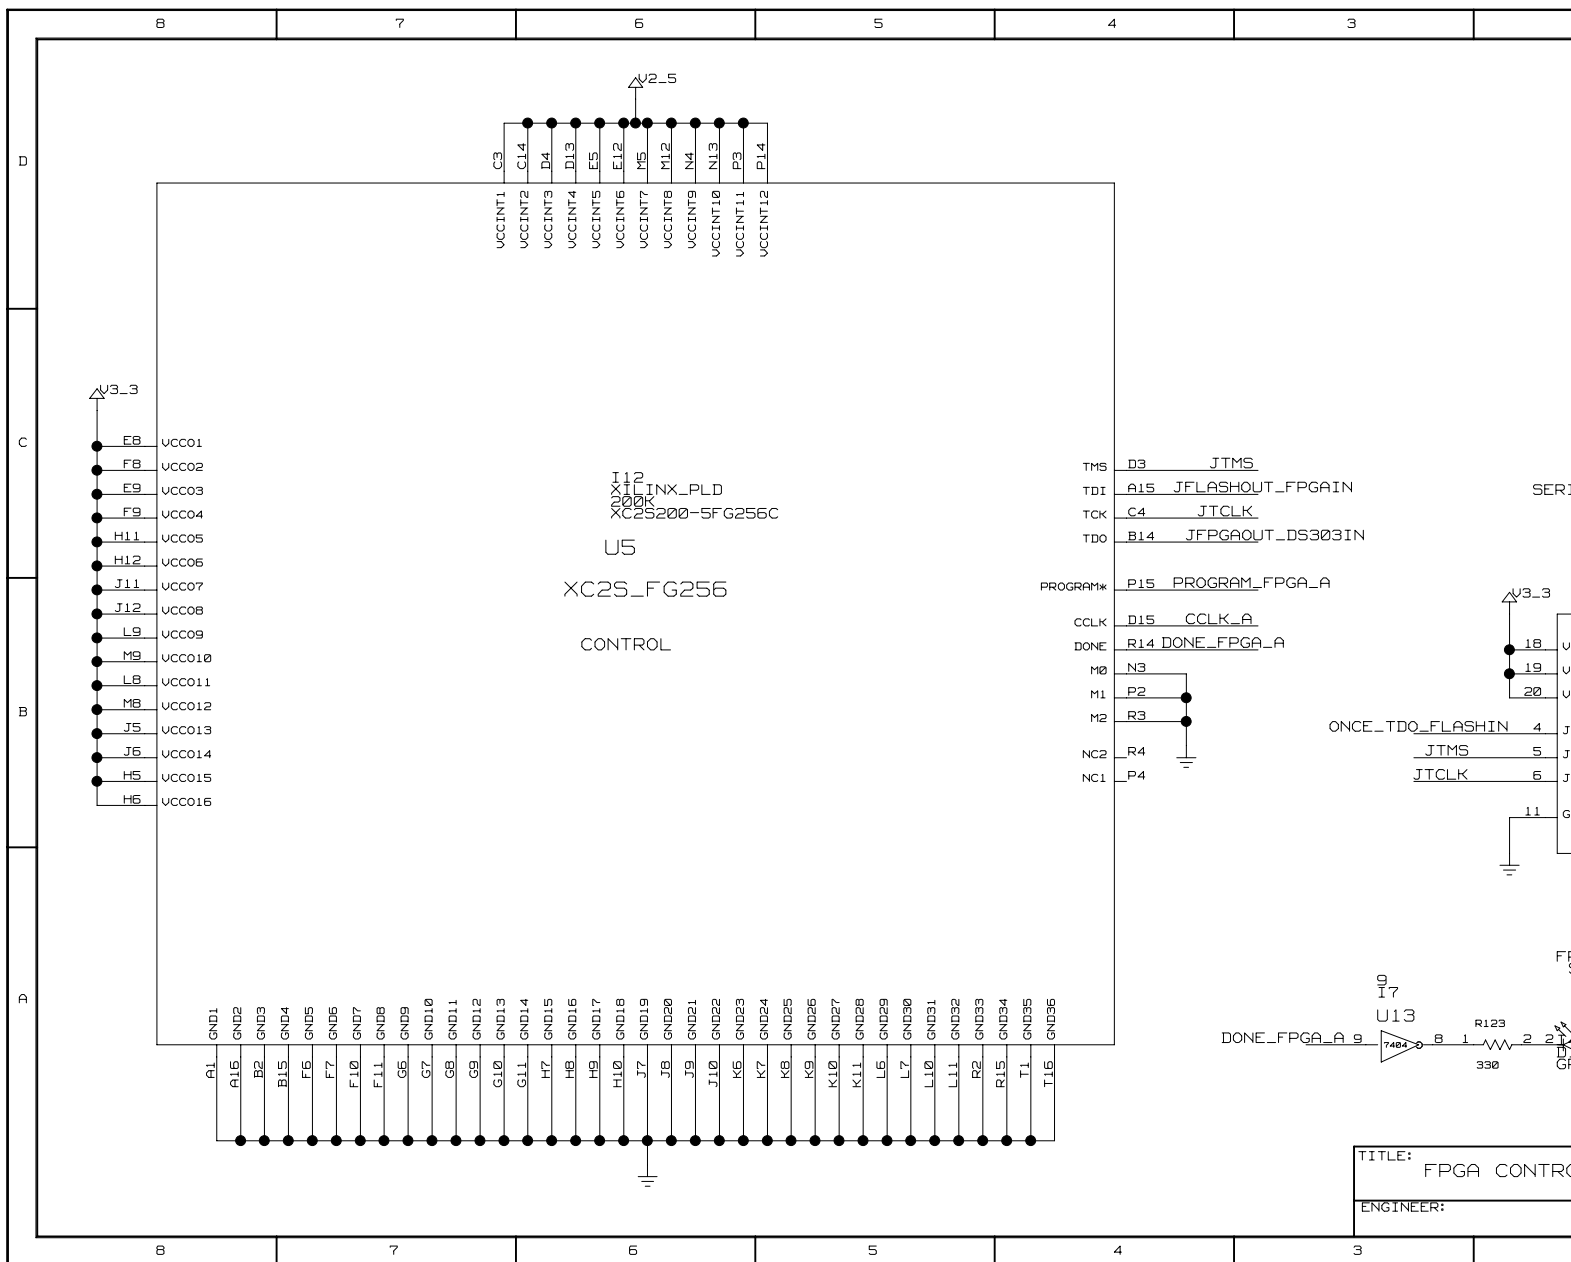 8 7 6 5 4 3
V2_5
D
C3 C14 D4 D13 E5 E12 M5 M12 N4 N13 P3 P14
VCCINT1 VCCINT2 VCCINT3 VCCINT4 VCCINT5 VCCINT6 VCCINT7 VCCINT8 VCCINT9 VCCINT10 VCCINT11 VCCINT12
V3_3
C
E8 VCCO1
F8 VCCO2
E9 VCCO3
F9 VCCO4
H11 VCCO5
H12 VCCO6
J11 VCCO7
J12 VCCO8
L9 VCCO9
M9 VCCO10
L8 VCCO11
M8 VCCO12
J5 VCCO13
J6 VCCO14
H5 VCCO15
H6 VCCO16
I12
XILINX_PLD
200K
XC2S200-5FG256C
U5
XC2S_FG256
CONTROL
TMS D3 JTMS
TDI A15 JFLASHOUT_FPGAIN
TCK C4 JTCLK
TDO B14 JFPGAOUT_DS303IN
PROGRAM* P15 PROGRAM_FPGA_A
CCLK D15 CCLK_A
DONE R14 DONE_FPGA_A
M0 N3
M1 P2
M2 R3
NC2 R4
NC1 P4
SERI
V3_3
18 V
19 V
20 V
B
ONCE_TDO_FLASHIN 4 J
JTMS 5 J
JTCLK 6 J
11 G
A
GND1 GND2 GND3 GND4 GND5 GND6 GND7 GND8 GND9 GND10 GND11 GND12 GND13 GND14 GND15 GND16 GND17 GND18 GND19 GND20 GND21 GND22 GND23 GND24 GND25 GND26 GND27 GND28 GND29 GND30 GND31 GND32 GND33 GND34 GND35 GND36
A1 A16 B2 B15 F6 F7 F10 F11 G6 G7 G8 G9 G10 G11 H7 H8 H9 H10 J7 J8 J9 J10 K6 K7 K8 K9 K10 K11 L6 L7 L10 L11 R2 R15 T1 T16
9
I7
U13
DONE_FPGA_A 9 7404 8 1 R123 2 2
330
TITLE:
FPGA CONTRO
ENGINEER:
8 7 6 5 4 3